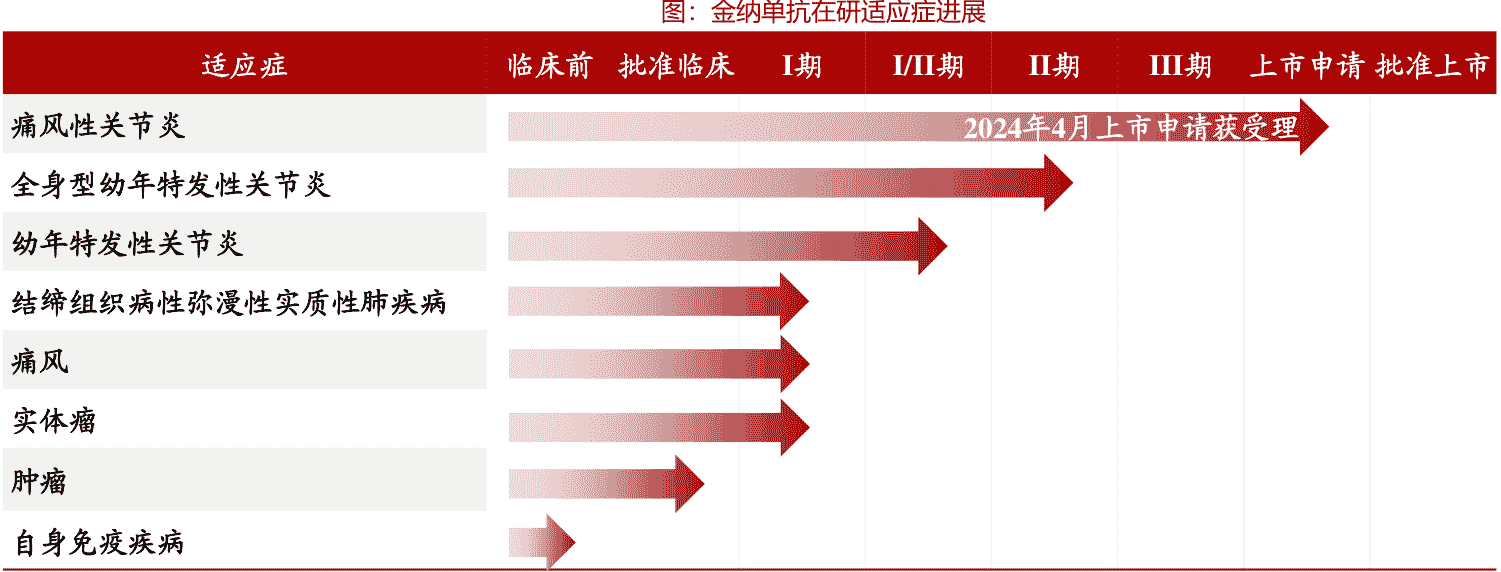 图：金纳单抗在研适应症进展
适应症 临床前 批准临床 I期 I/II期 II期 III期 上市申请 批准上市
痛风性关节炎 2024年4月上市申请获受理
全身型幼年特发性关节炎
幼年特发性关节炎
结缔组织病性弥漫性实质性肺疾病
痛风
实体瘤
肿瘤
自身免疫疾病